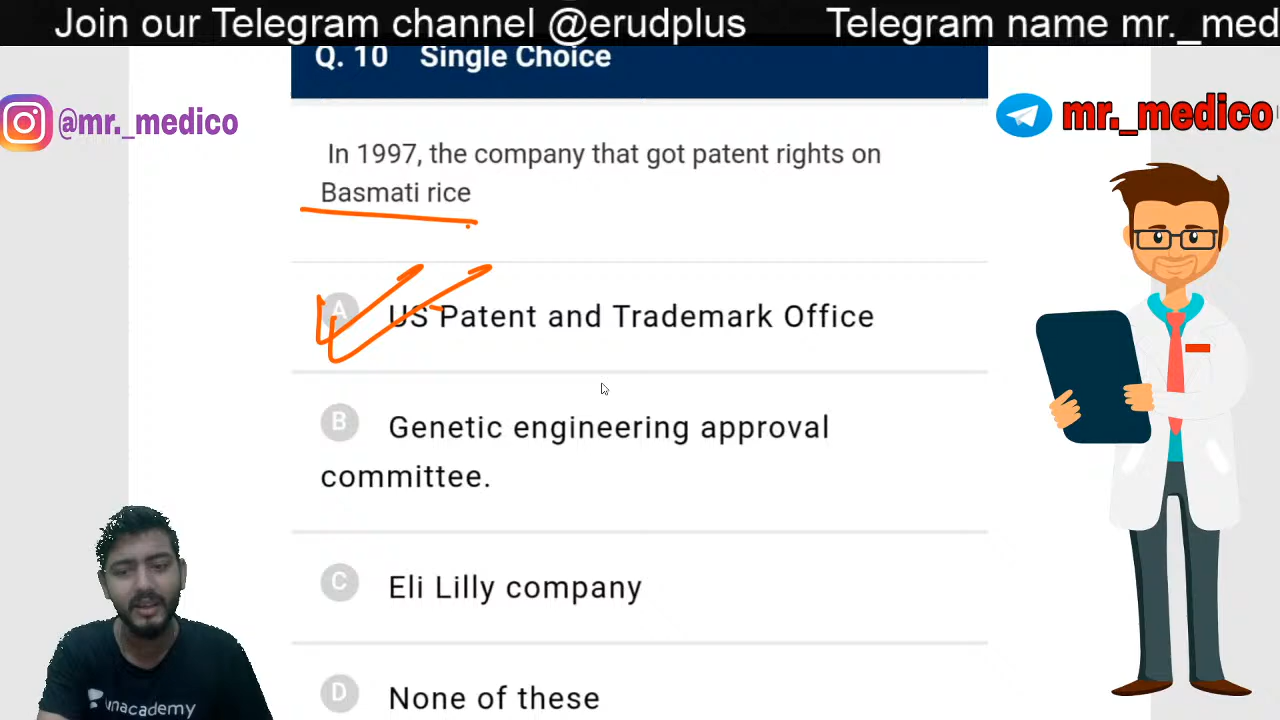 Join our Telegram channel @erudplus Telegram name mr._med
Q. 10 Single Choice
@mr._medico
mr._medico
In 1997, the company that got patent rights on
Basmati rice
A US Patent and Trademark Office
B Genetic engineering approval
committee.
C Eli Lilly company
D None of these
unacademy